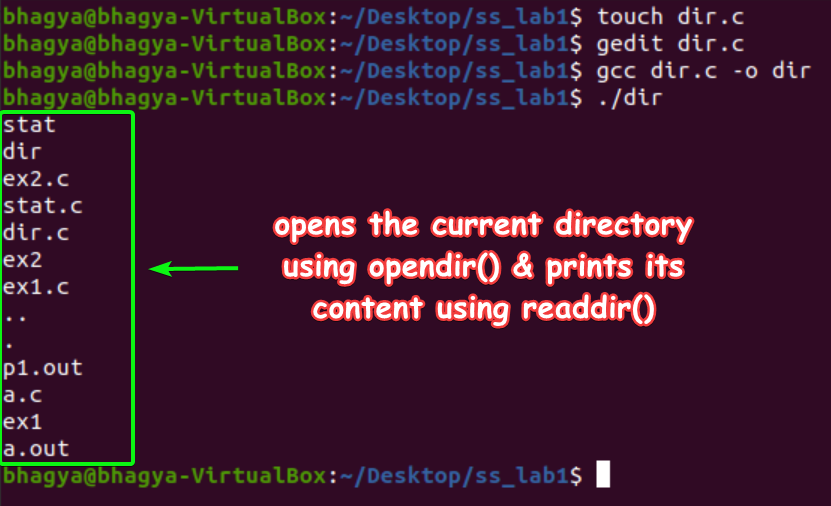 bhagya@bhagya-VirtualBox:~/Desktop/ss_lab1$ touch dir.c
bhagya@bhagya-VirtualBox:~/Desktop/ss_lab1$ gedit dir.c
bhagya@bhagya-VirtualBox:~/Desktop/ss_lab1$ gcc dir.c -o dir
bhagya@bhagya-VirtualBox:~/Desktop/ss_lab1$ ./dir
stat
dir
ex2.c
stat.c
dir.c
ex2
ex1.c
..
.
p1.out
a.c
ex1
a.out
opens the current directory
using opendir() & prints its
content using readdir()
bhagya@bhagya-VirtualBox:~/Desktop/ss_lab1$